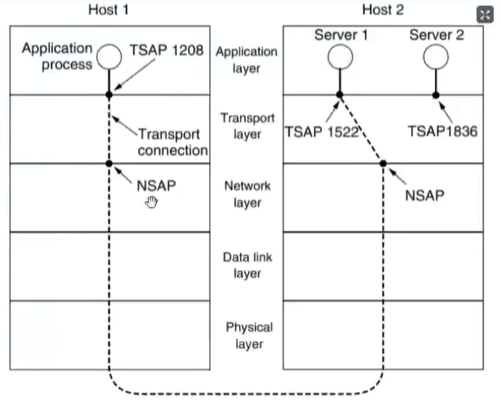 Host 1
Host 2
Application
process
TSAP 1208
Application
layer
Server 1
Server 2
Transport
layer
TSAP 1522
TSAP1836
Transport
connection
NSAP
Network
layer
NSAP
Data link
layer
Physical
layer